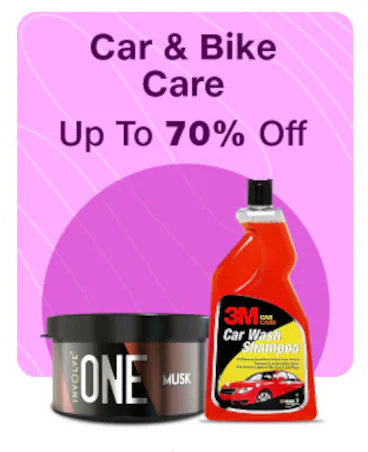 Car & Bike
Care
Up To 70% Off
3M CAR
CARE
Car Wash
Shampoo
INVOLVE
ONE
MUSK